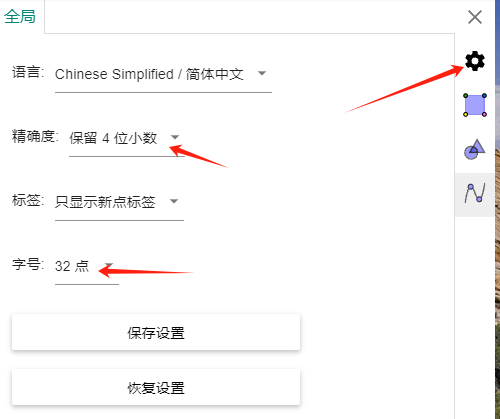 全局
语言: Chinese Simplified / 简体中文
精确度: 保留 4 位小数
标签: 只显示新点标签
字号: 32 点
保存设置
恢复设置